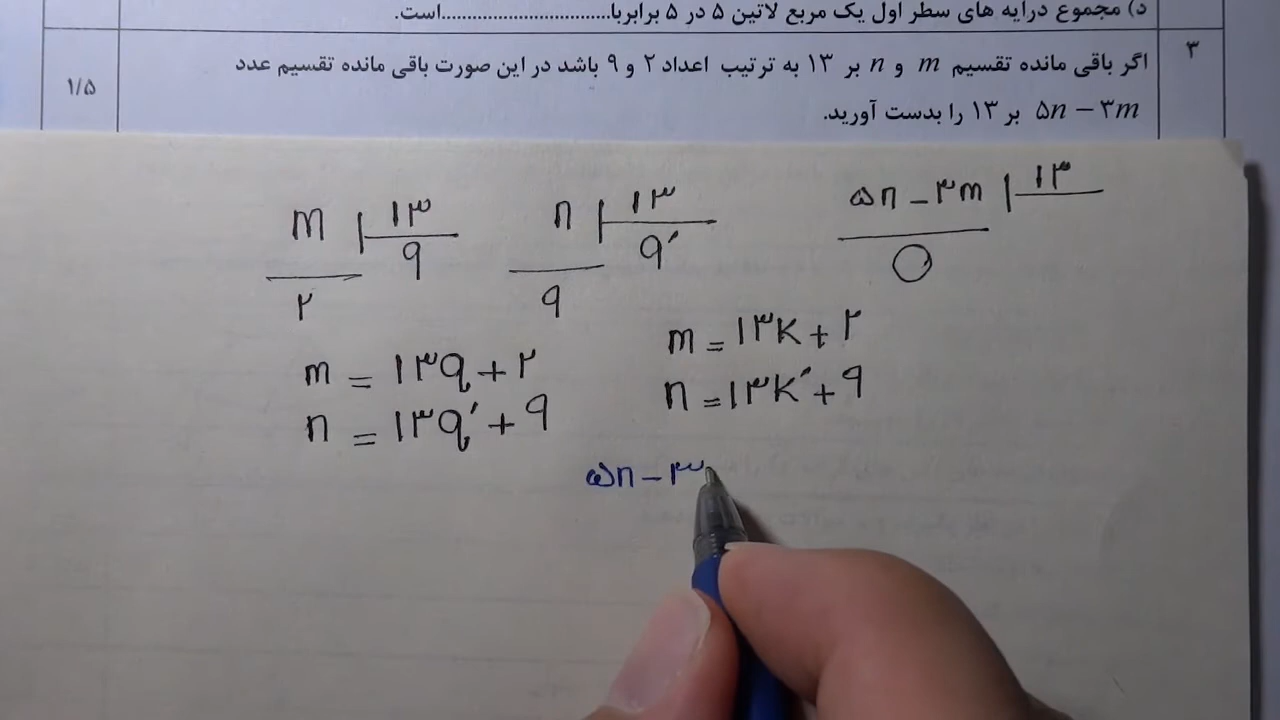 د) مجموع درایه های سطر اول یک مربع لاتین ۵ در ۵ برابربا................................است.
۳
اگر باقی مانده تقسیم m و n بر ۱۳ به ترتیب اعداد ۲ و ۹ باشد در این صورت باقی مانده تقسیم عدد
۵n − ۳m بر ۱۳ را بدست آورید.
۱/۵
m | ۱۳
q
۲
n | ۱۳
q′
۹
۵n − ۳m | ۱۳
m = ۱۳q + ۲
n = ۱۳q′ + ۹
m = ۱۳k + ۲
n = ۱۳k′ + ۹
۵n − ۳